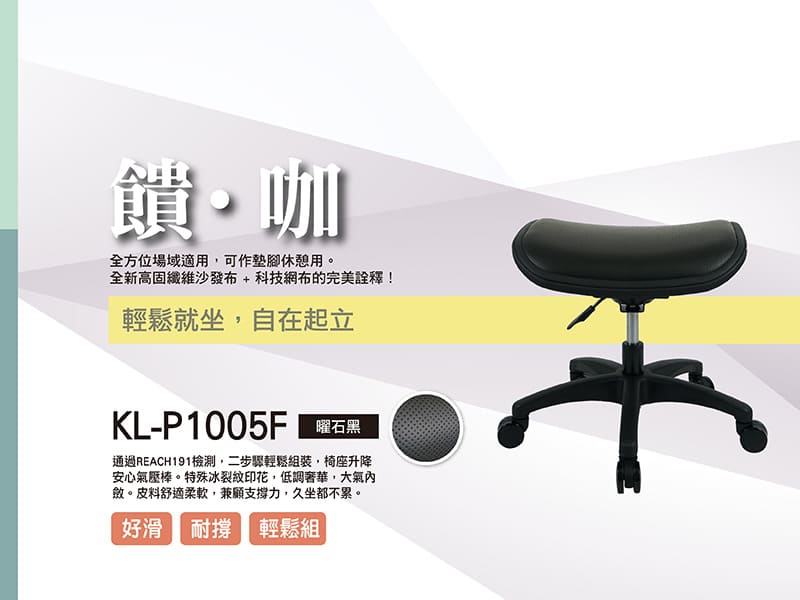 饋·咖
全方位場域適用，可作墊腳休憩用。
全新高固纖維沙發布 + 科技網布的完美詮釋！
輕鬆就坐，自在起立
KL-P1005F 曜石黑
通過REACH191檢測，二步驟輕鬆組裝，椅座升降
安心氣壓棒。特殊冰裂紋印花，低調奢華，大氣內
斂。皮料舒適柔軟，兼顧支撐力，久坐都不累。
好滑 耐撐 輕鬆組